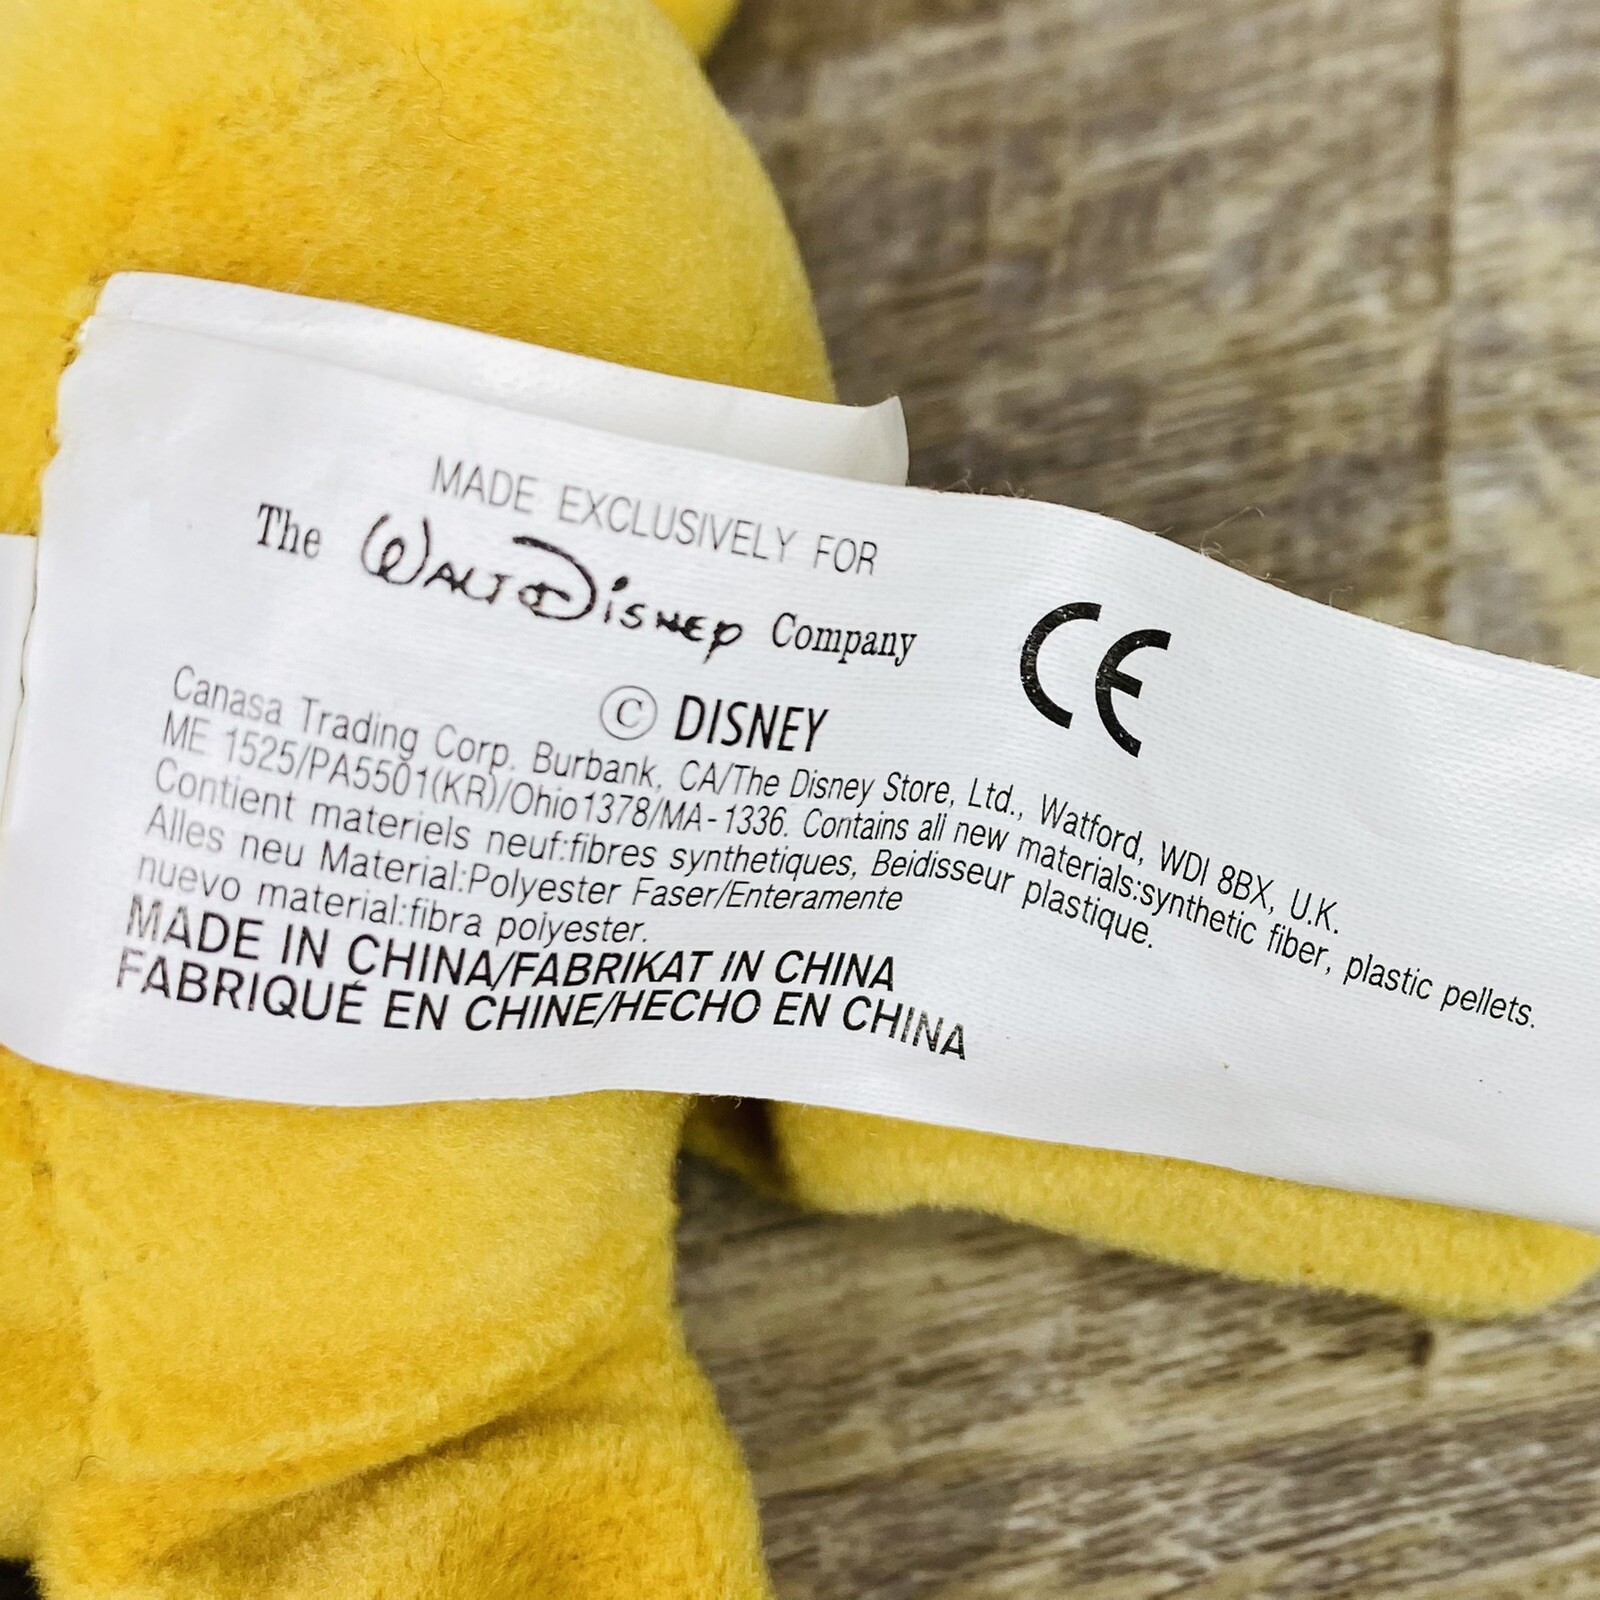 MADE EXCLUSIVELY FOR
The WALT DISNEY Company
CE
© DISNEY
Canasa Trading Corp. Burbank, CA/The Disney Store, Ltd., Watford, WDI 8BX, U.K.
ME 1525/PA5501(KR)/Ohio1378/MA-1336. Contains all new materials:synthetic fiber, plastic pellets.
Contient materiels neuf:fibres synthetiques, Beidisseur plastique.
Alles neu Material:Polyester Faser/Enteramente
nuevo material:fibra polyester.
MADE IN CHINA/FABRIKAT IN CHINA
FABRIQUÉ EN CHINE/HECHO EN CHINA